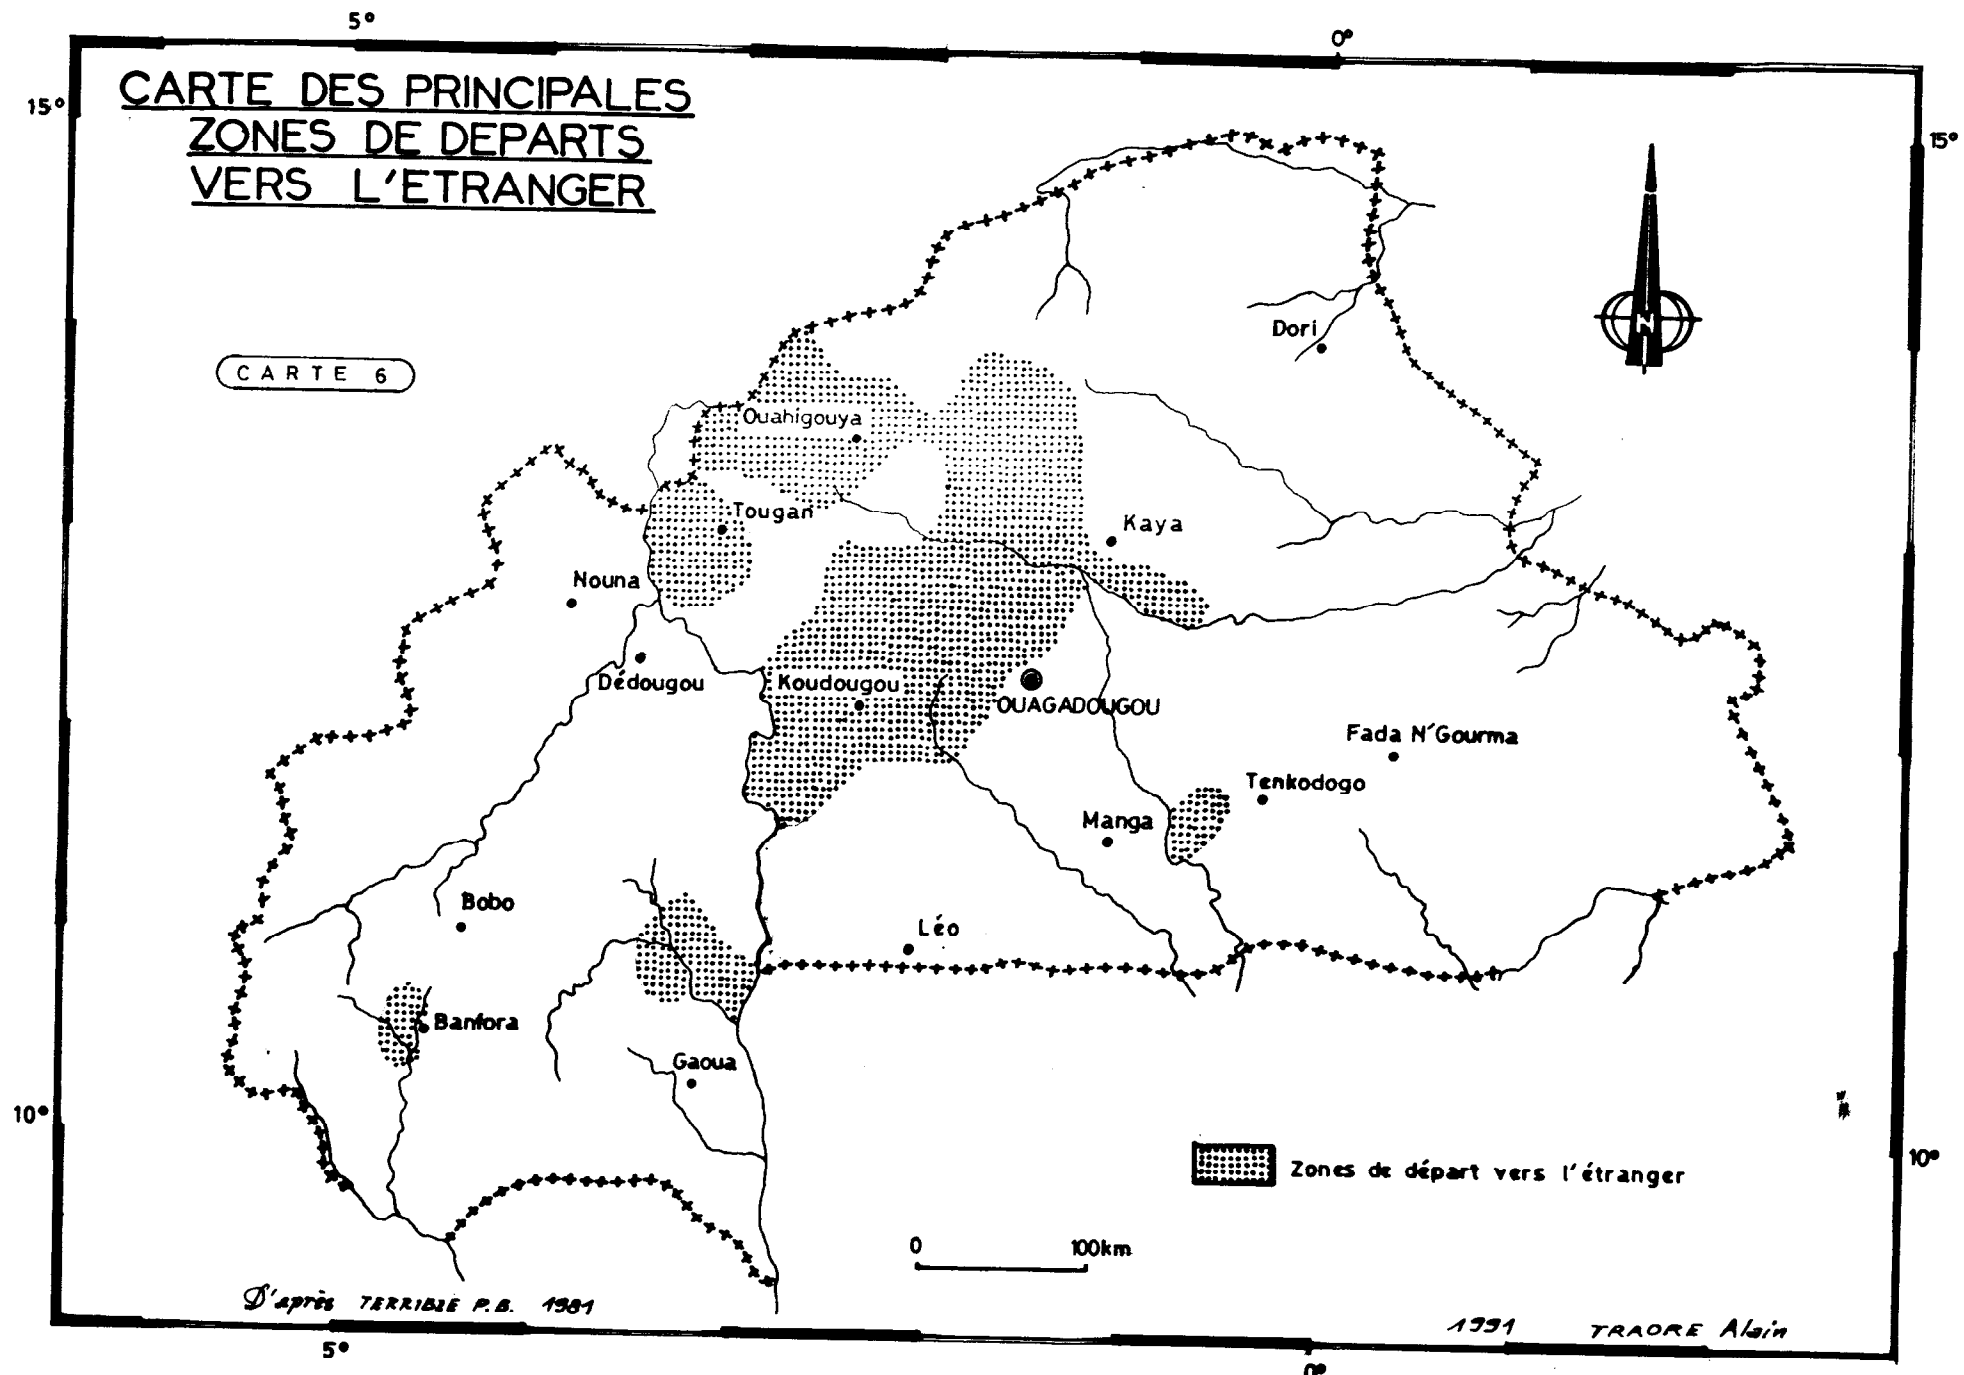 5° 0°
CARTE DES PRINCIPALES
ZONES DE DEPARTS
VERS L'ETRANGER
15° 15°
N
Dori
CARTE 6
Ouahigouya
Tougan
Kaya
Nouna
Dédougou
Koudougou
OUAGADOUGOU
Fada N'Gourma
Tenkodogo
Manga
Bobo
Léo
Banfora
Gaoua
10° 10°
Zones de départ vers l'étranger
0 100km
D'après TERRIBLE P.B. 1981
1991 TRAORE Alain
5° 0°